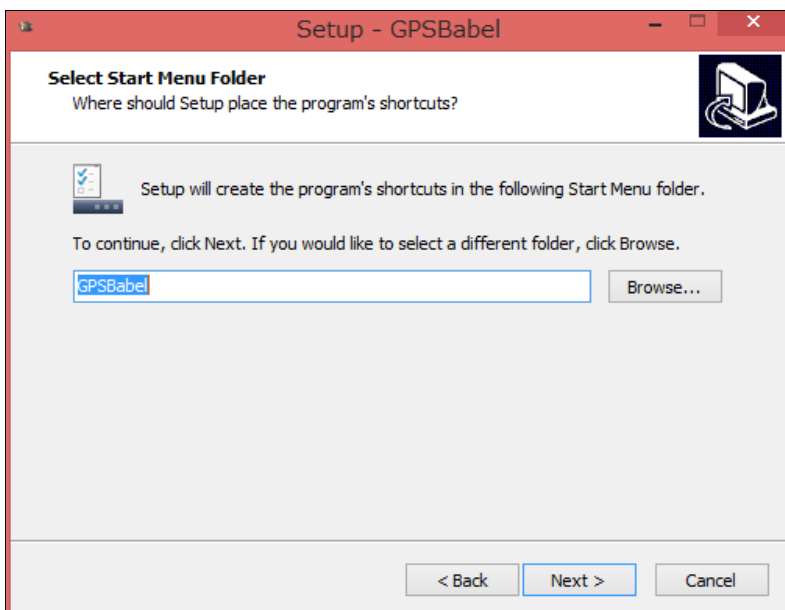 Setup - GPSBabel
Select Start Menu Folder
Where should Setup place the program's shortcuts?
Setup will create the program's shortcuts in the following Start Menu folder.
To continue, click Next. If you would like to select a different folder, click Browse.
GPSBabel
Browse...
< Back
Next >
Cancel